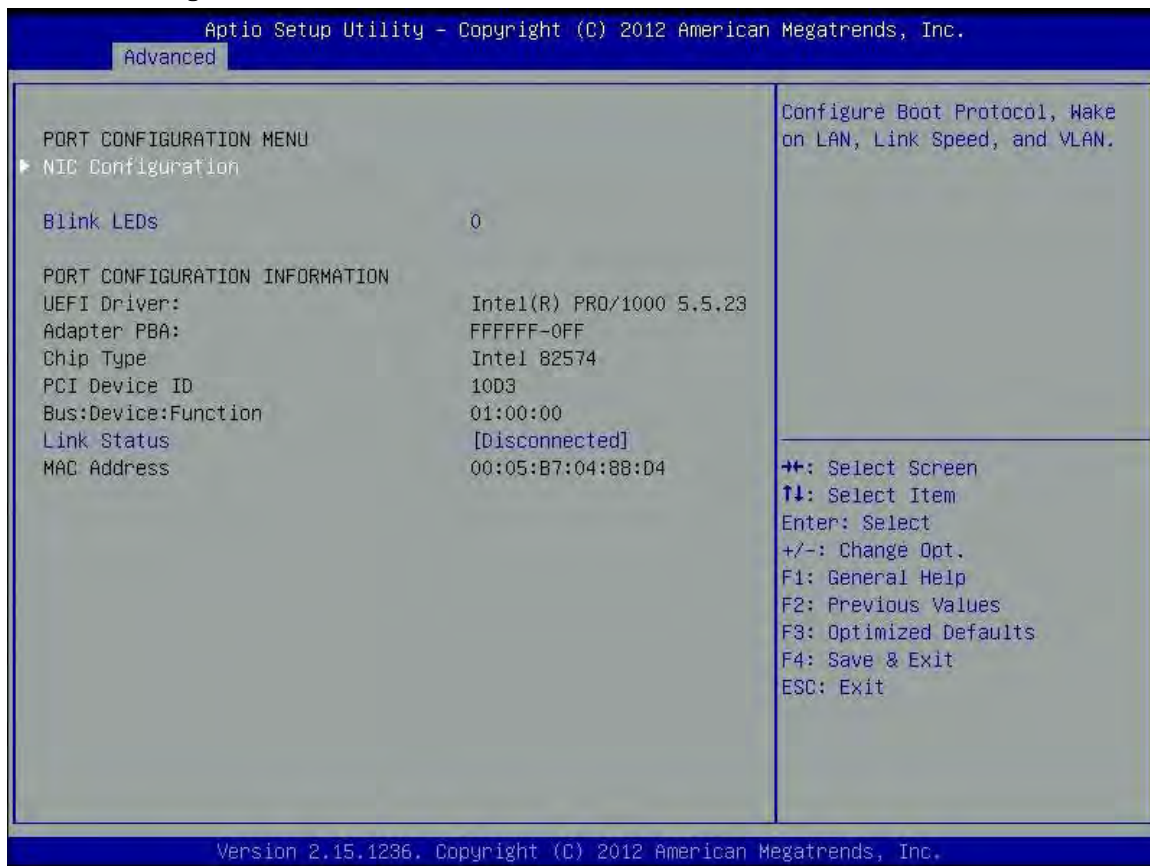 Aptio Setup Utility – Copyright (C) 2012 American Megatrends, Inc.
Advanced
PORT CONFIGURATION MENU
► NIC Configuration
Blink LEDs 0
PORT CONFIGURATION INFORMATION
UEFI Driver: Intel(R) PRO/1000 5.5.23
Adapter PBA: FFFFFF-0FF
Chip Type Intel 82574
PCI Device ID 10D3
Bus:Device:Function 01:00:00
Link Status [Disconnected]
MAC Address 00:05:B7:04:88:D4
Configure Boot Protocol, Wake
on LAN, Link Speed, and VLAN.
→←: Select Screen
↑↓: Select Item
Enter: Select
+/-: Change Opt.
F1: General Help
F2: Previous Values
F3: Optimized Defaults
F4: Save & Exit
ESC: Exit
Version 2.15.1236. Copyright (C) 2012 American Megatrends, Inc.